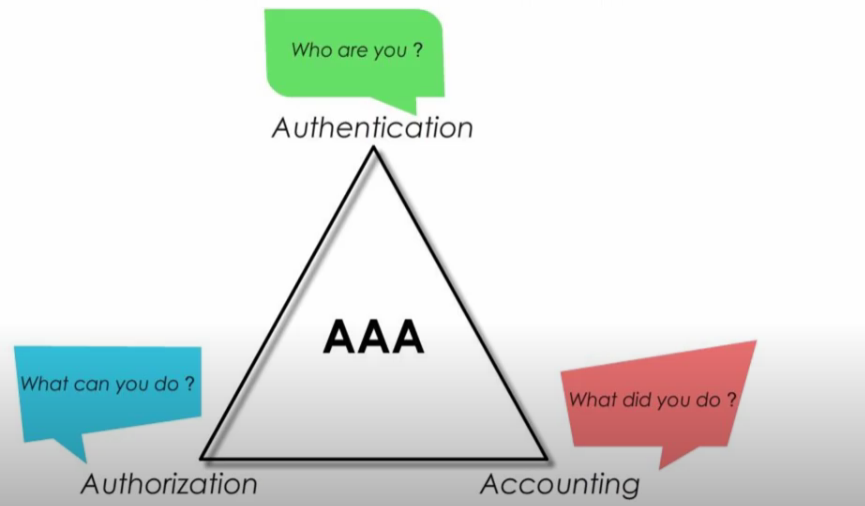 Who are you ?
Authentication
AAA
What can you do ?
What did you do ?
Authorization
Accounting